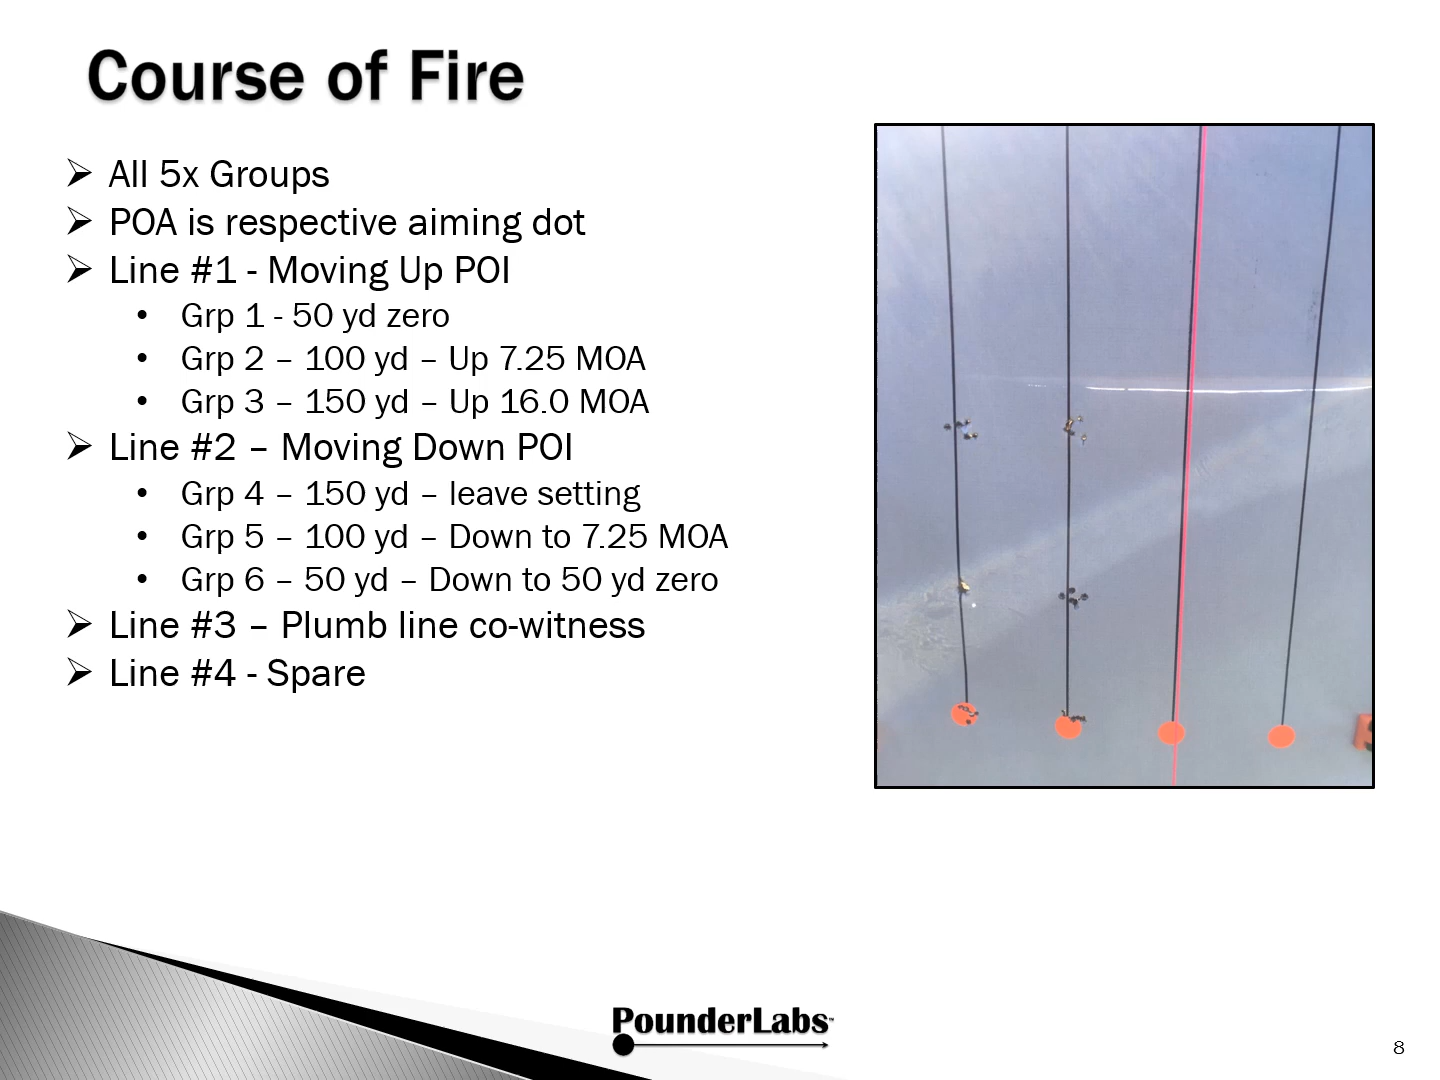 Course of Fire
All 5x Groups
POA is respective aiming dot
Line #1 - Moving Up POI
Grp 1 - 50 yd zero
Grp 2 – 100 yd – Up 7.25 MOA
Grp 3 – 150 yd – Up 16.0 MOA
Line #2 – Moving Down POI
Grp 4 – 150 yd – leave setting
Grp 5 – 100 yd – Down to 7.25 MOA
Grp 6 – 50 yd – Down to 50 yd zero
Line #3 – Plumb line co-witness
Line #4 - Spare
PounderLabs™
8